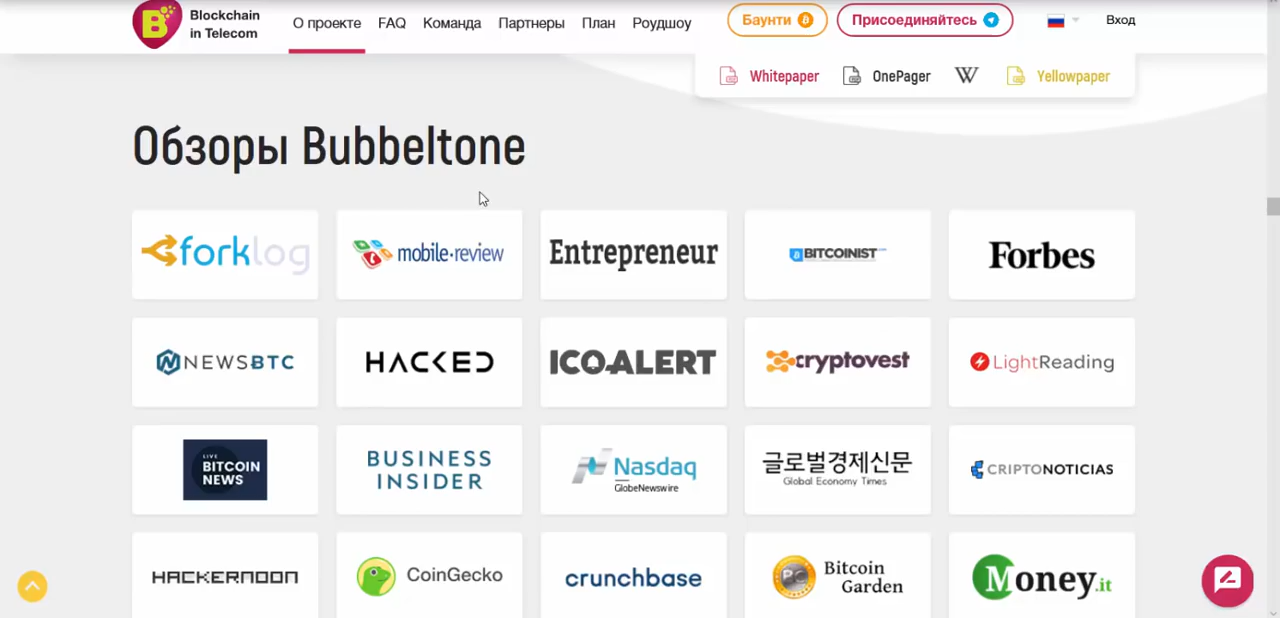 Blockchain
in Telecom
О проекте FAQ Команда Партнеры План Роудшоу
Баунти
Присоединяйтесь
Вход
Whitepaper OnePager W Yellowpaper
Обзоры Bubbeltone
forklog mobile-review Entrepreneur BITCOINIST Forbes
NEWSBTC HACKED ICOALERT cryptovest LightReading
LIVE
BITCOIN
NEWS
BUSINESS
INSIDER
Nasdaq
GlobeNewswire
글로벌경제신문
Global Economy Times
CRIPTONOTICIAS
HACKERNOON CoinGecko crunchbase
Bitcoin
Garden
Money.it